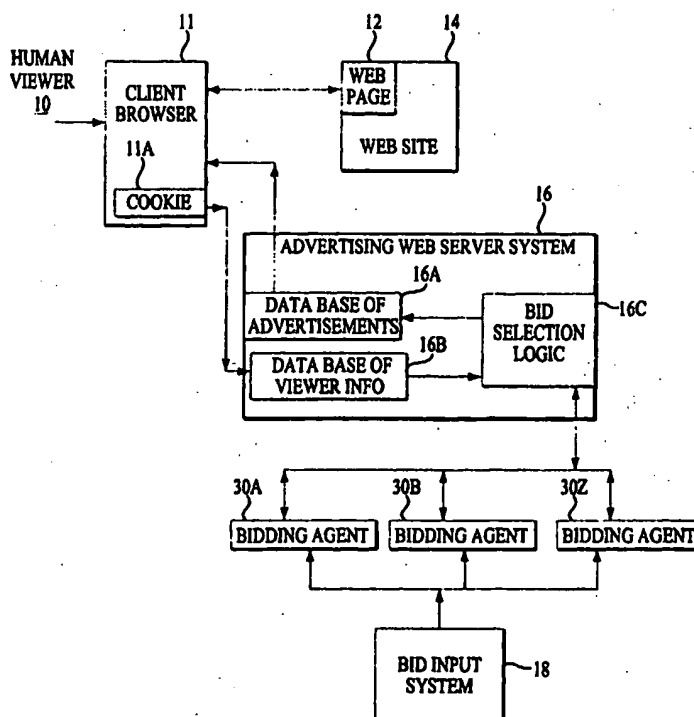 11
12
14
HUMAN
VIEWER
10
CLIENT
BROWSER
WEB
PAGE
WEB SITE
11A
COOKIE
16
ADVERTISING WEB SERVER SYSTEM
16A
DATA BASE OF
ADVERTISEMENTS
BID
SELECTION
LOGIC
16C
16B
DATA BASE OF
VIEWER INFO
30A
30B
30Z
BIDDING AGENT
BIDDING AGENT
BIDDING AGENT
BID INPUT
SYSTEM
18